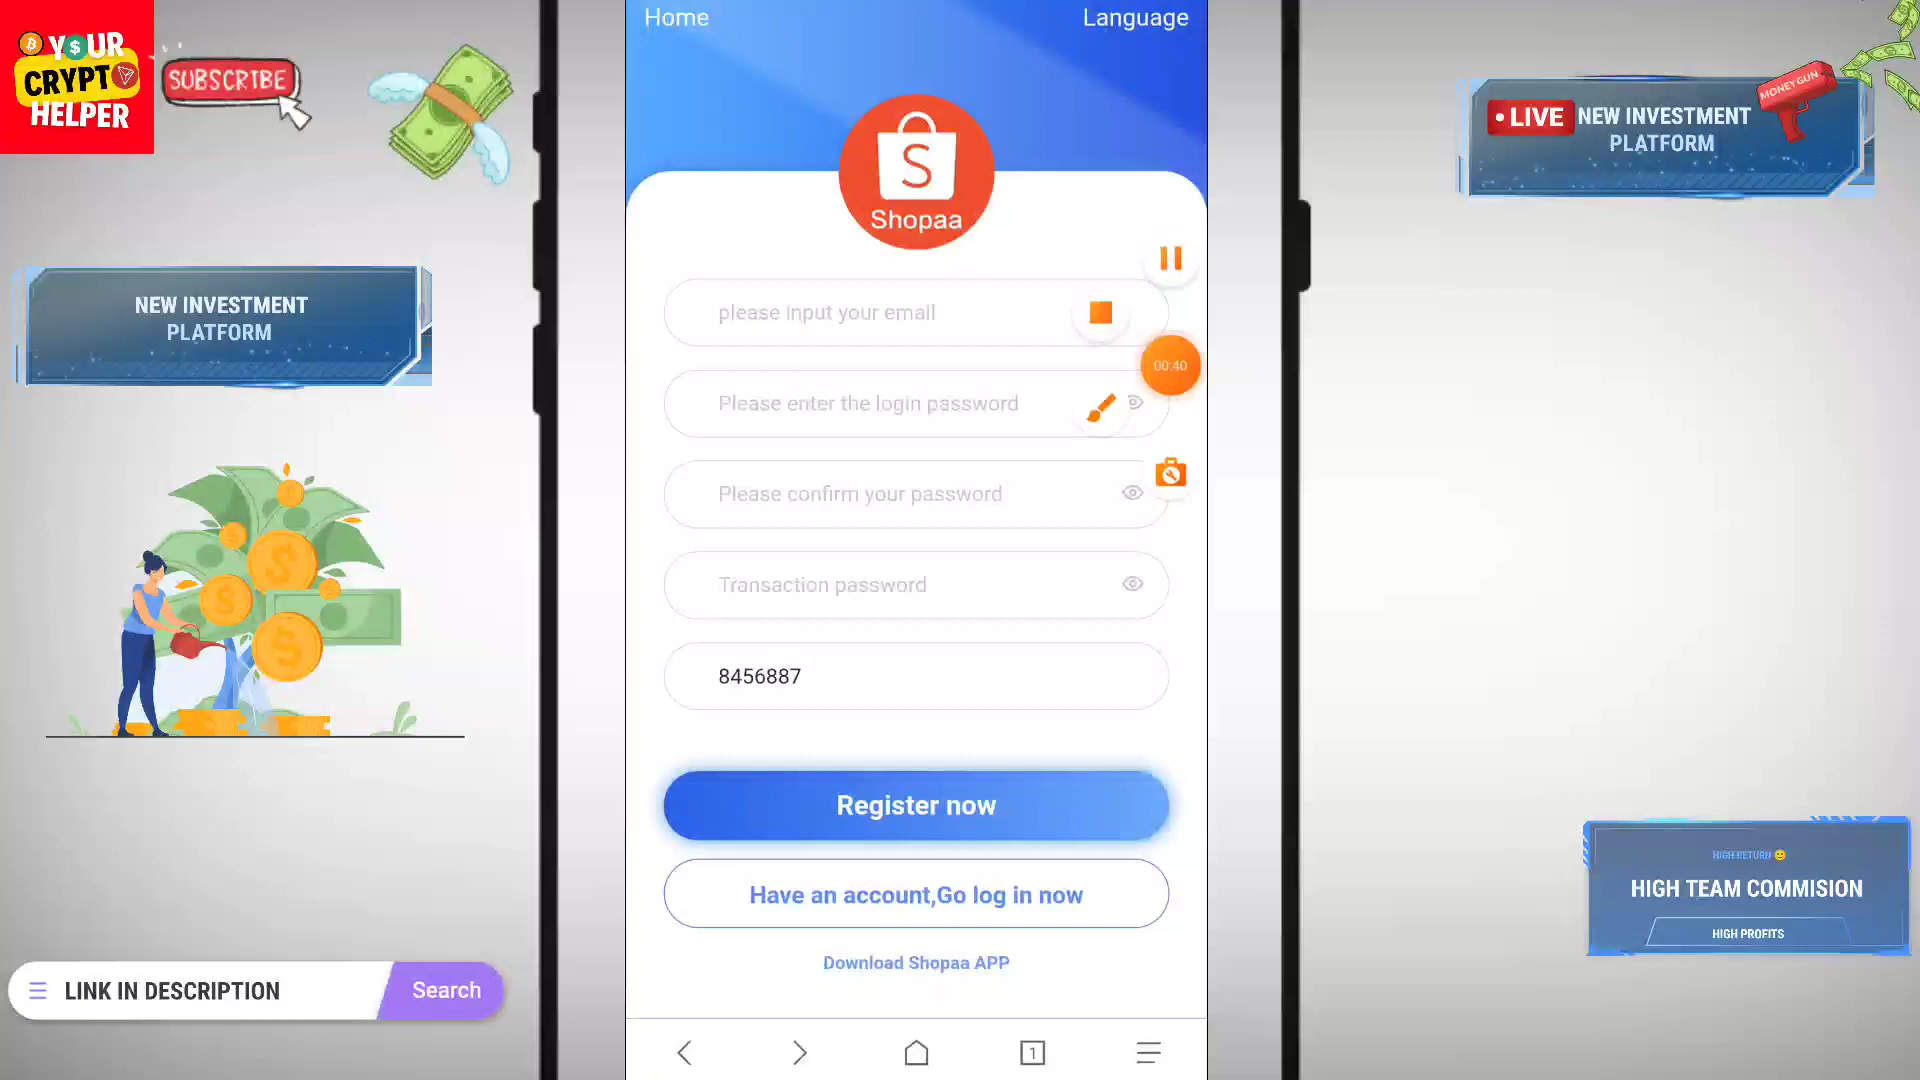 YOUR
CRYPTO
HELPER
SUBSCRIBE
NEW INVESTMENT
PLATFORM
LINK IN DESCRIPTION
Search
Home
Language
S
Shopaa
please input your email
00:40
Please enter the login password
Please confirm your password
Transaction password
8456887
Register now
Have an account,Go log in now
Download Shopaa APP
1
MONEY GUN
• LIVE NEW INVESTMENT
PLATFORM
HIGH RETURN 🙂
HIGH TEAM COMMISION
HIGH PROFITS